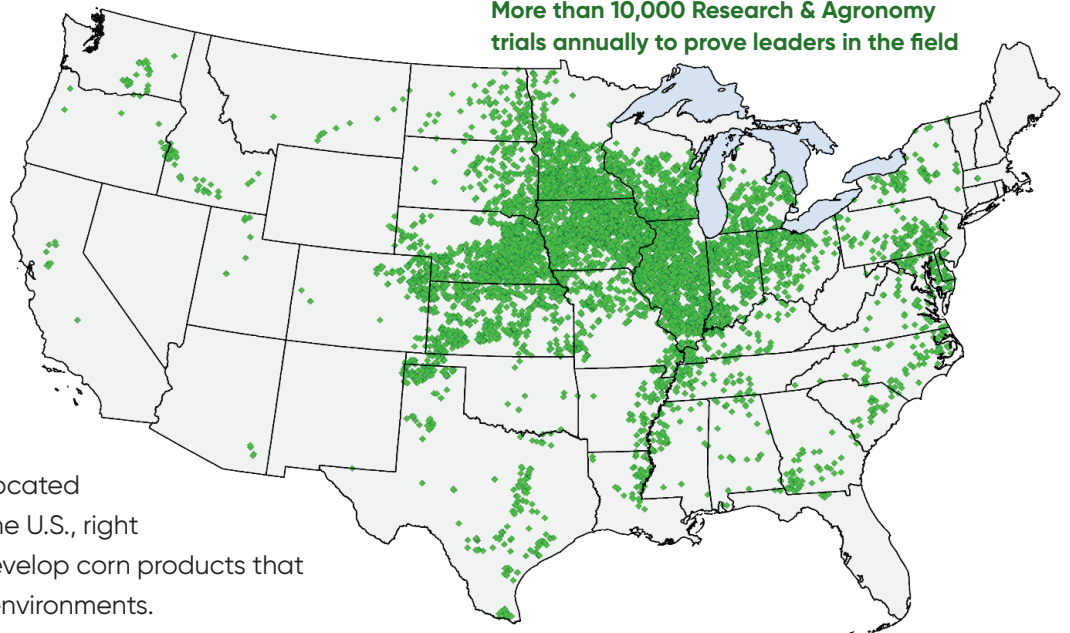 More than 10,000 Research & Agronomy
trials annually to prove leaders in the field
ocated
he U.S., right
evelop corn products that
environments.